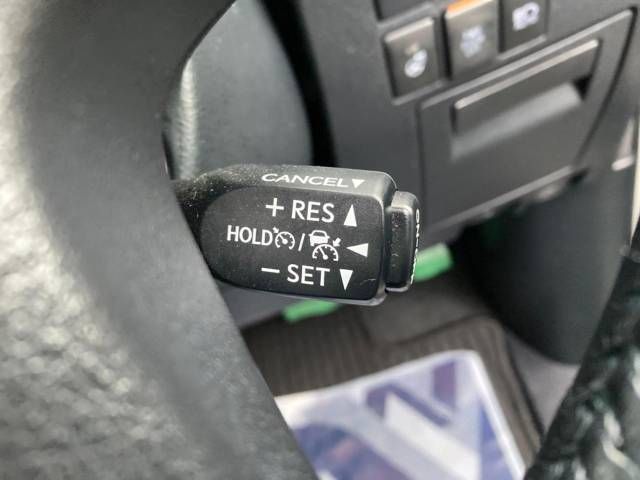 CANCEL▼
+ RES ▲
HOLD / ◀
− SET ▼